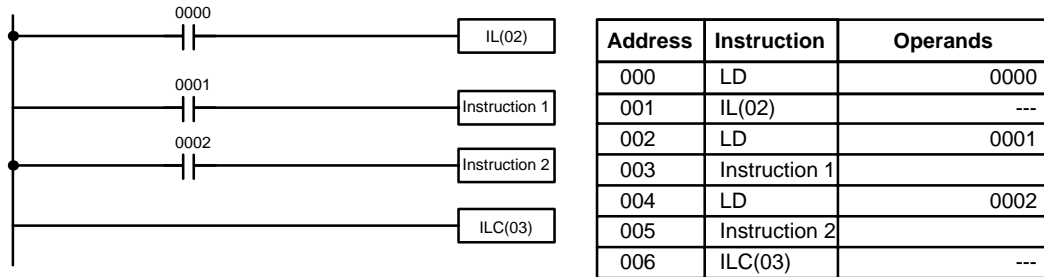 0000
IL(02)
0001
Instruction 1
0002
Instruction 2
ILC(03)
Address Instruction Operands
000 LD 0000
001 IL(02) ---
002 LD 0001
003 Instruction 1
004 LD 0002
005 Instruction 2
006 ILC(03) ---